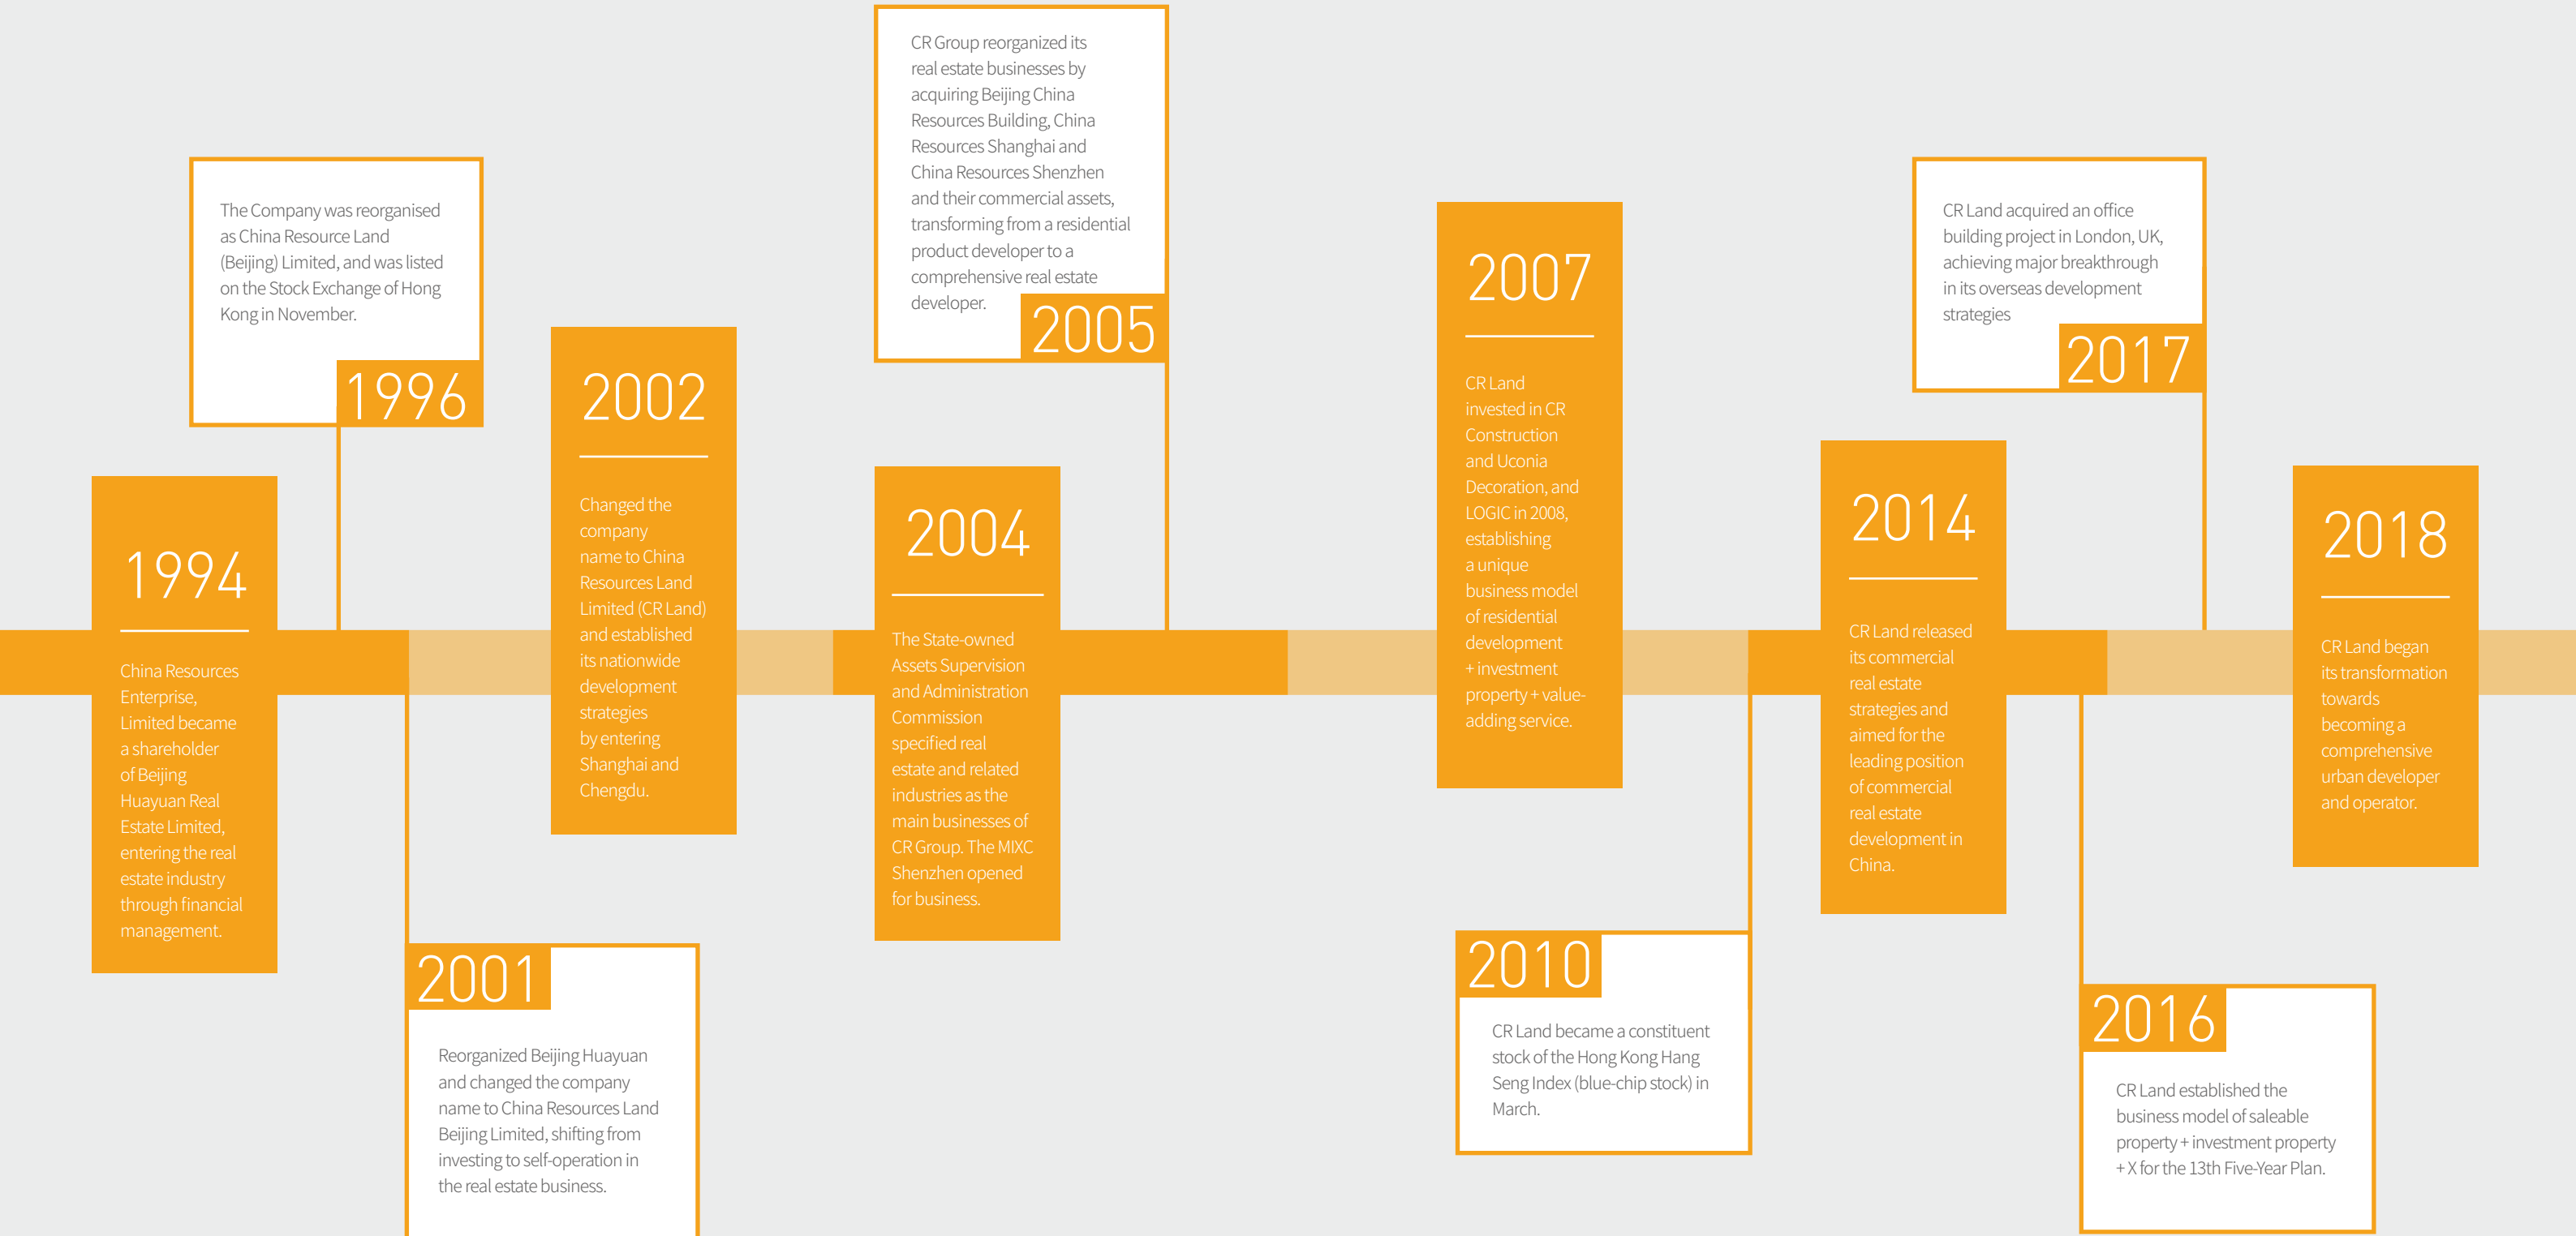 1994
China Resources
Enterprise,
Limited became
a shareholder
of Beijing
Huayuan Real
Estate Limited,
entering the real
estate industry
through financial
management.
The Company was reorganised
as China Resource Land
(Beijing) Limited, and was listed
on the Stock Exchange of Hong
Kong in November.
1996
2001
Reorganized Beijing Huayuan
and changed the company
name to China Resources Land
Beijing Limited, shifting from
investing to self-operation in
the real estate business.
2002
Changed the
company
name to China
Resources Land
Limited (CR Land)
and established
its nationwide
development
strategies
by entering
Shanghai and
Chengdu.
2004
The State-owned
Assets Supervision
and Administration
Commission
specified real
estate and related
industries as the
main businesses of
CR Group. The MIXC
Shenzhen opened
for business.
CR Group reorganized its
real estate businesses by
acquiring Beijing China
Resources Building, China
Resources Shanghai and
China Resources Shenzhen
and their commercial assets,
transforming from a residential
product developer to a
comprehensive real estate
developer.
2005
2007
CR Land
invested in CR
Construction
and Uconia
Decoration, and
LOGIC in 2008,
establishing
a unique
business model
of residential
development
+ investment
property + value-
adding service.
2010
CR Land became a constituent
stock of the Hong Kong Hang
Seng Index (blue-chip stock) in
March.
2014
CR Land released
its commercial
real estate
strategies and
aimed for the
leading position
of commercial
real estate
development in
China.
2016
CR Land established the
business model of saleable
property + investment property
+ X for the 13th Five-Year Plan.
CR Land acquired an office
building project in London, UK,
achieving major breakthrough
in its overseas development
strategies
2017
2018
CR Land began
its transformation
towards
becoming a
comprehensive
urban developer
and operator.